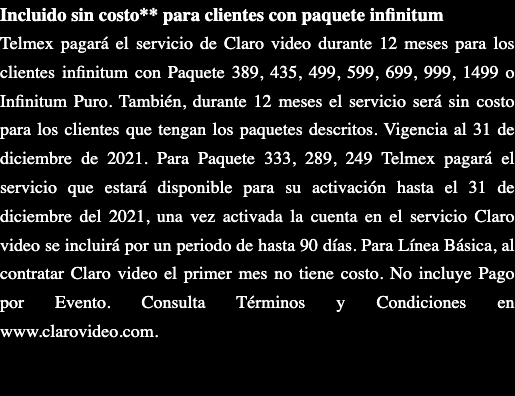 Incluido sin costo** para clientes con paquete infinitum
Telmex pagará el servicio de Claro video durante 12 meses para los
clientes infinitum con Paquete 389, 435, 499, 599, 699, 999, 1499 o
Infinitum Puro. También, durante 12 meses el servicio será sin costo
para los clientes que tengan los paquetes descritos. Vigencia al 31 de
diciembre de 2021. Para Paquete 333, 289, 249 Telmex pagará el
servicio que estará disponible para su activación hasta el 31 de
diciembre del 2021, una vez activada la cuenta en el servicio Claro
video se incluirá por un periodo de hasta 90 días. Para Línea Básica, al
contratar Claro video el primer mes no tiene costo. No incluye Pago
por Evento. Consulta Términos y Condiciones en
www.clarovideo.com.